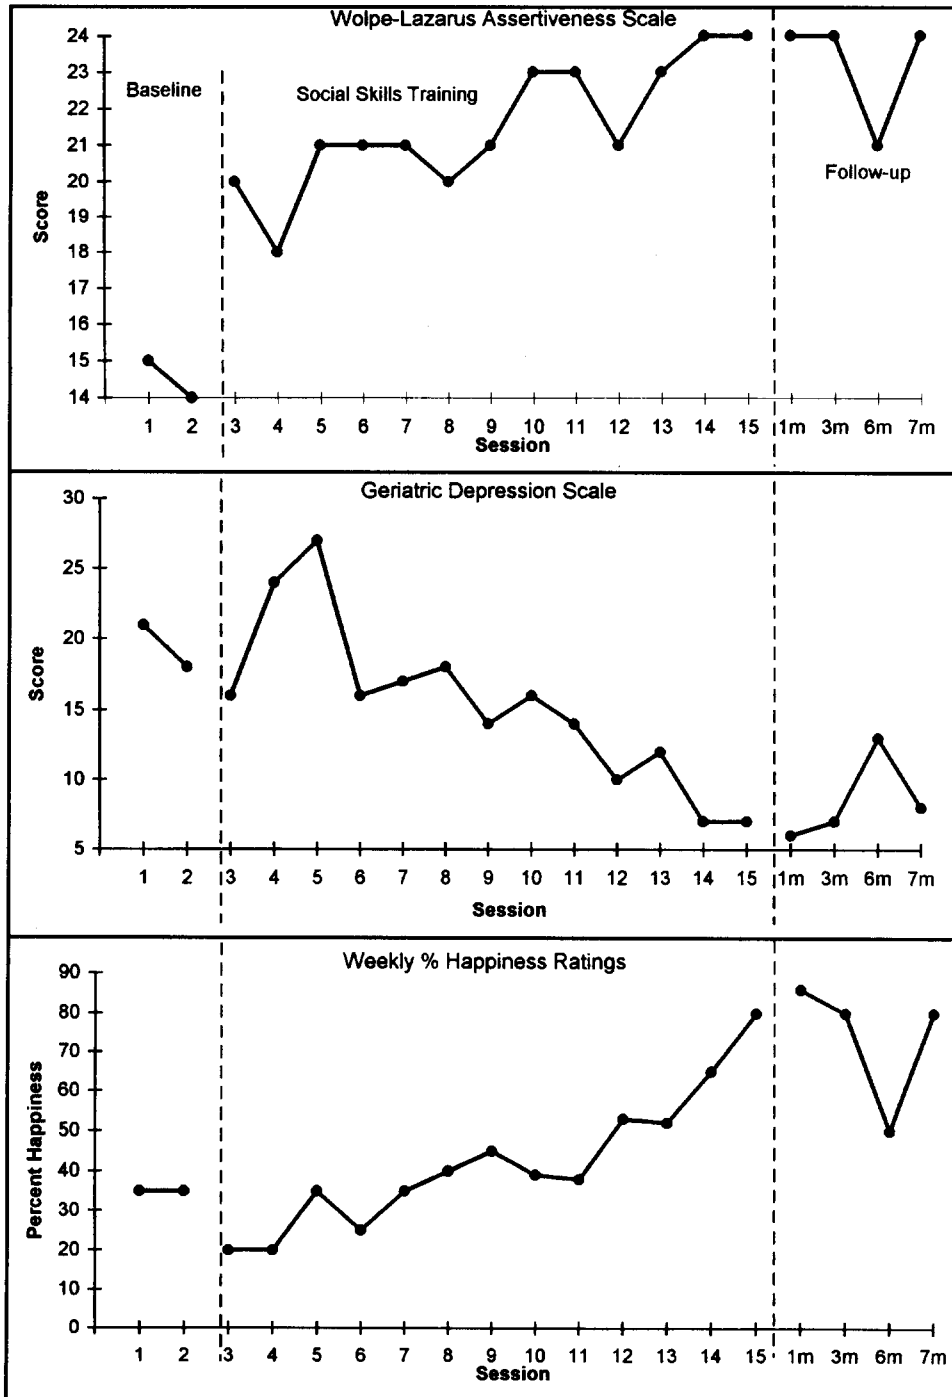 Wolpe-Lazarus Assertiveness Scale
24
23
22
21
20
19
18
17
16
15
14
Score
Baseline
Social Skills Training
Follow-up
1 2 3 4 5 6 7 8 9 10 11 12 13 14 15 1m 3m 6m 7m
Session
Geriatric Depression Scale
30
25
20
15
10
5
Score
1 2 3 4 5 6 7 8 9 10 11 12 13 14 15 1m 3m 6m 7m
Session
Weekly % Happiness Ratings
90
80
70
60
50
40
30
20
10
0
Percent Happiness
1 2 3 4 5 6 7 8 9 10 11 12 13 14 15 1m 3m 6m 7m
Session